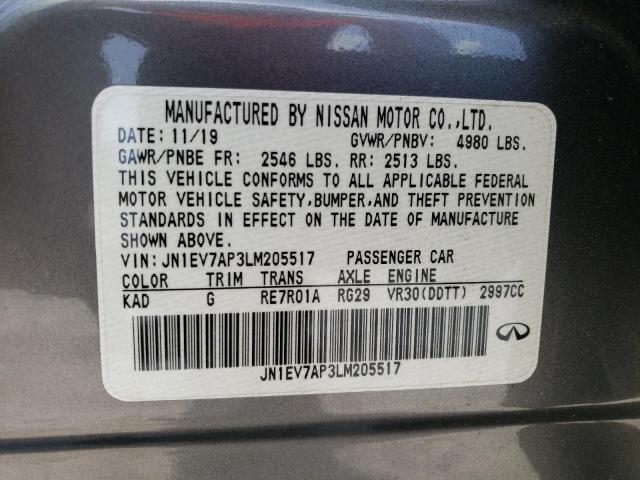 MANUFACTURED BY NISSAN MOTOR CO.,LTD.
DATE: 11/19 GVWR/PNBV: 4980 LBS.
GAWR/PNBE FR: 2546 LBS. RR: 2513 LBS.
THIS VEHICLE CONFORMS TO ALL APPLICABLE FEDERAL
MOTOR VEHICLE SAFETY,BUMPER,AND THEFT PREVENTION
STANDARDS IN EFFECT ON THE DATE OF MANUFACTURE
SHOWN ABOVE.
VIN: JN1EV7AP3LM205517 PASSENGER CAR
COLOR TRIM TRANS AXLE ENGINE
KAD G RE7R01A RG29 VR30(DDTT) 2997CC
JN1EV7AP3LM205517